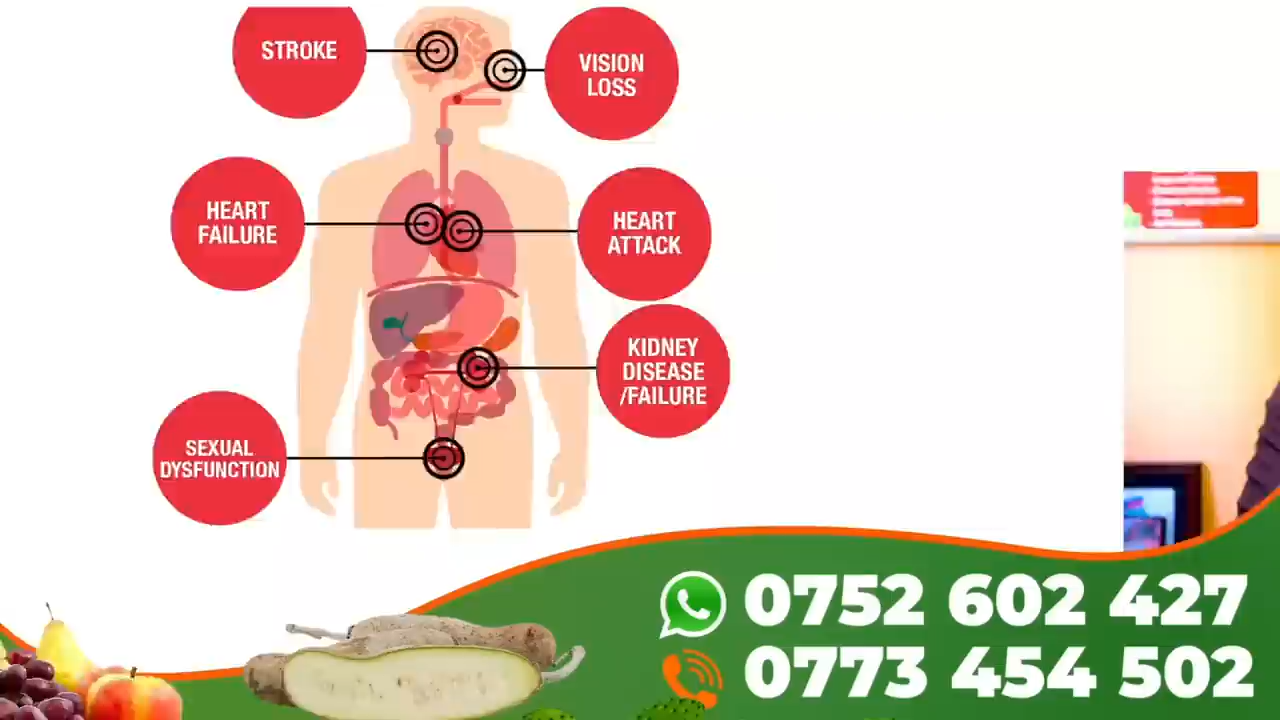 STROKE
VISION
LOSS
HEART
FAILURE
HEART
ATTACK
KIDNEY
DISEASE
/FAILURE
SEXUAL
DYSFUNCTION
0752 602 427
0773 454 502